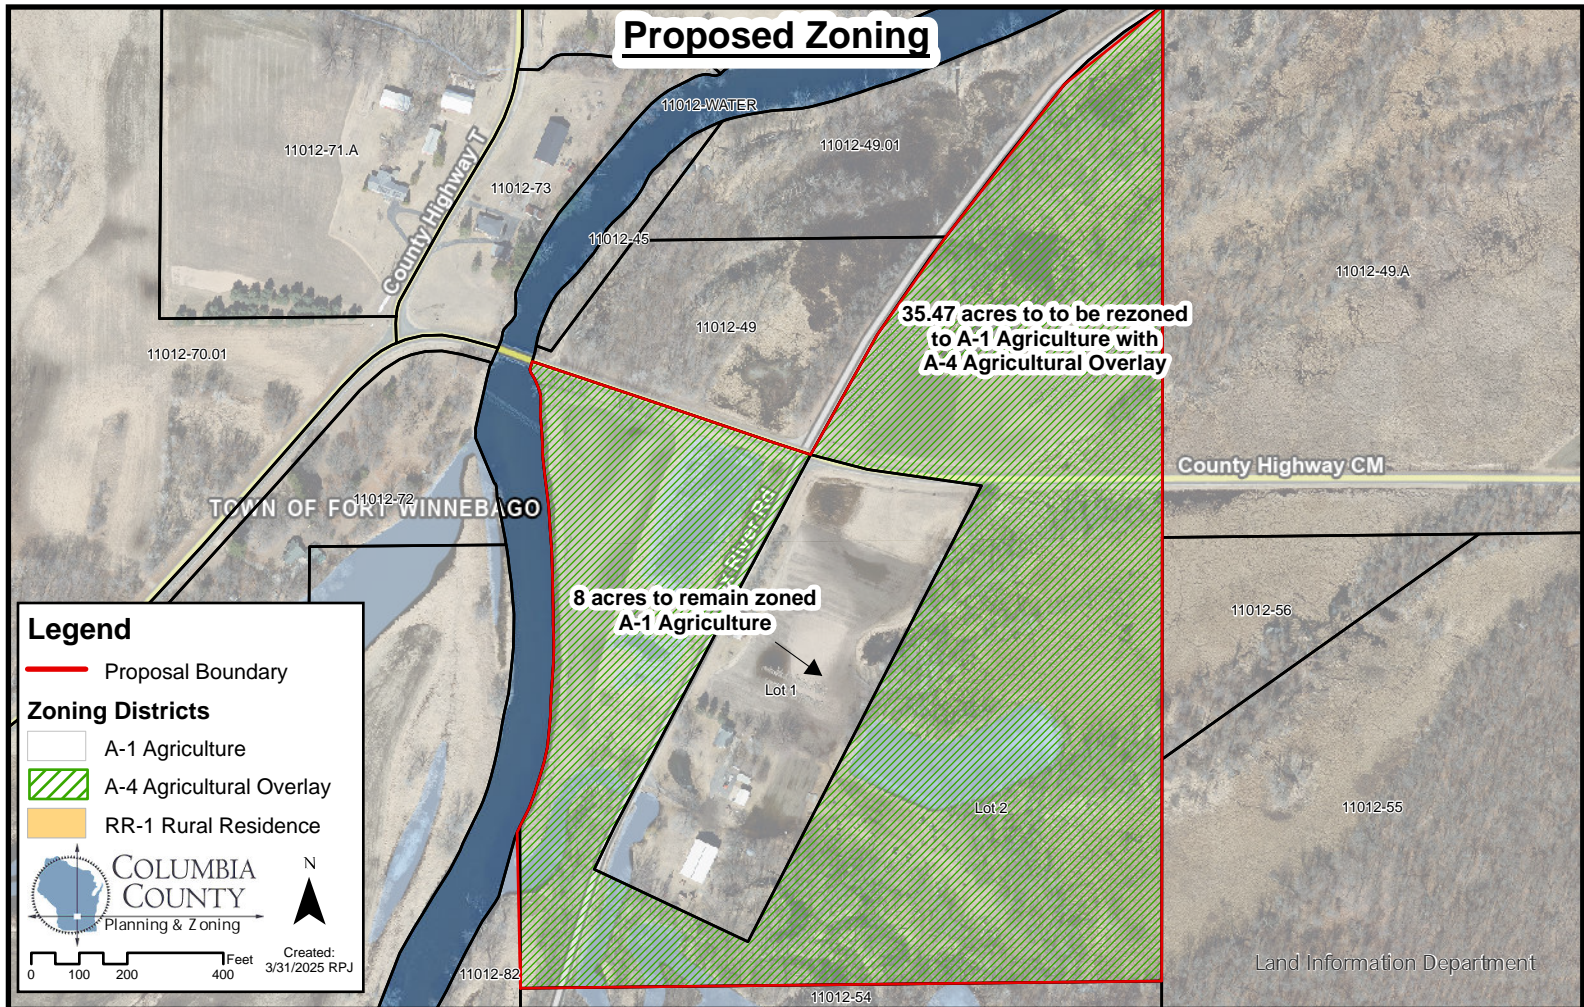 Proposed Zoning
11012-WATER
11012-71.A
County Highway T
11012-73
11012-49.01
11012-45
11012-49.A
11012-49
35.47 acres to to be rezoned
to A-1 Agriculture with
A-4 Agricultural Overlay
11012-70.01
County Highway CM
11012-72
TOWN OF FORT WINNEBAGO
River Rd
8 acres to remain zoned
A-1 Agriculture
Lot 1
11012-56
Lot 2
11012-55
11012-82
11012-54
Land Information Department
Legend
Proposal Boundary
Zoning Districts
A-1 Agriculture
A-4 Agricultural Overlay
RR-1 Rural Residence
COLUMBIA
COUNTY
Planning & Zoning
N
Created:
3/31/2025 RPJ
Feet
0 100 200 400